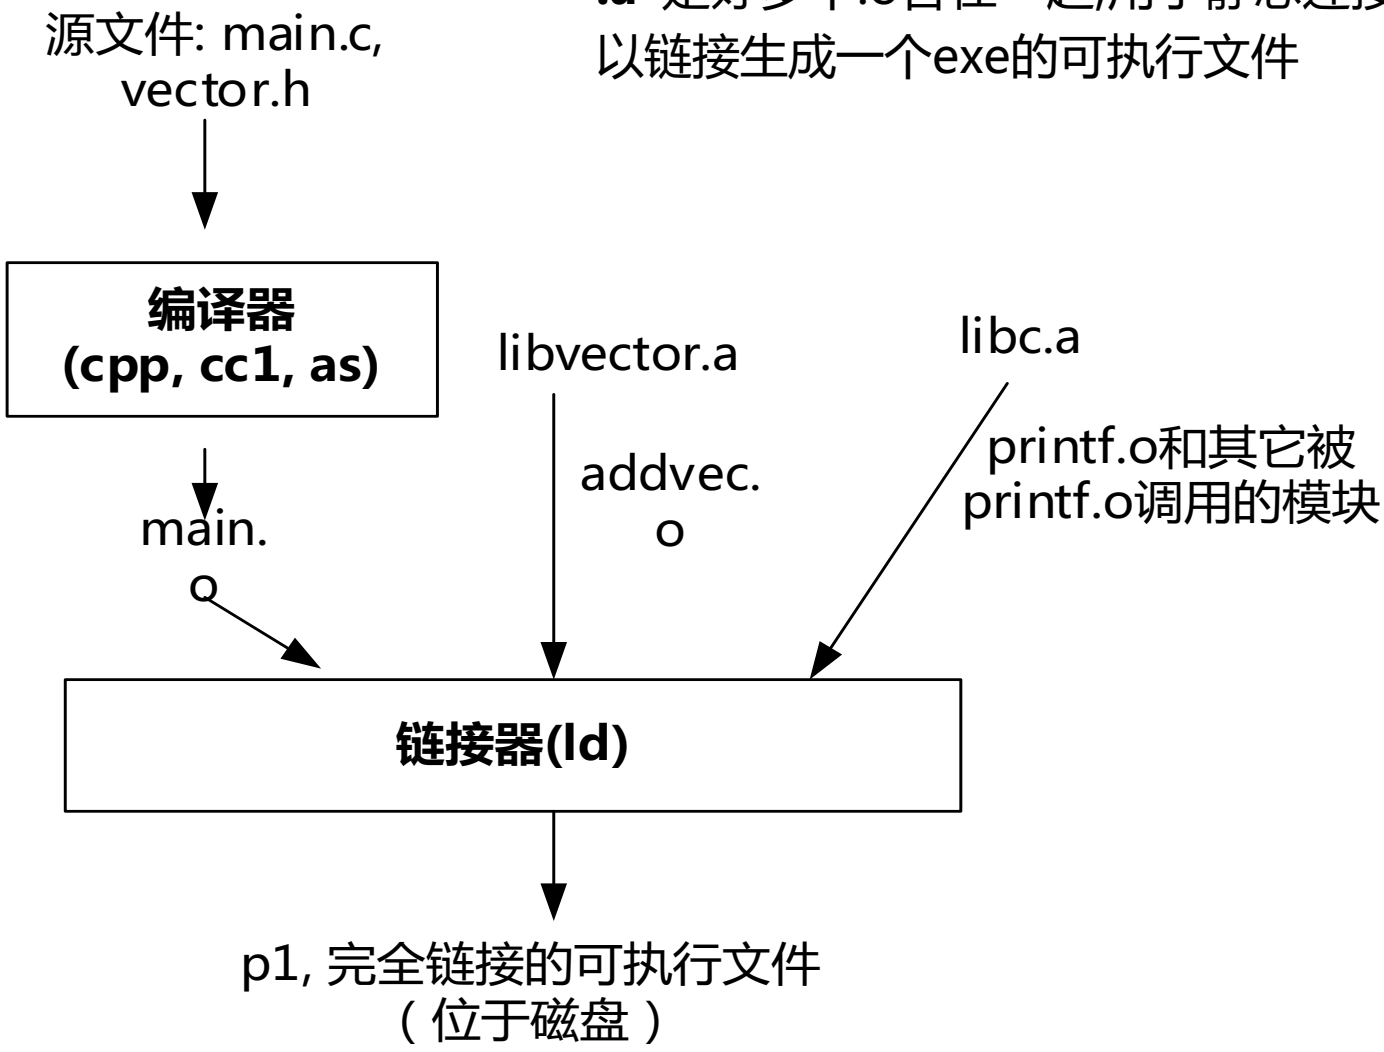 源文件: main.c,
vector.h
以链接生成一个exe的可执行文件
编译器
(cpp, cc1, as)
libvector.a
libc.a
printf.o和其它被
printf.o调用的模块
addvec.
o
main.
o
链接器(ld)
p1, 完全链接的可执行文件
（位于磁盘）